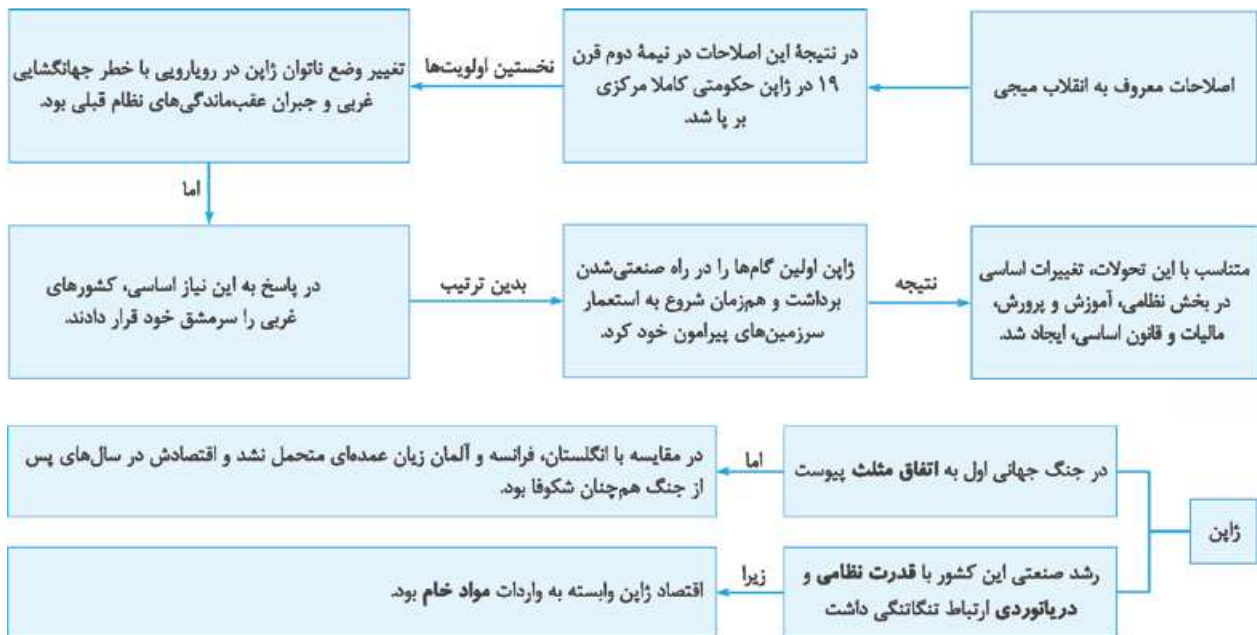 اصلاحات معروف به انقلاب میجی
در نتیجهٔ این اصلاحات در نیمهٔ دوم قرن
۱۹ در ژاپن حکومتی کاملا مرکزی
بر پا شد.
نخستین اولویت‌ها
تغییر وضع ناتوان ژاپن در رویارویی با خطر جهانگشایی
غربی و جبران عقب‌ماندگی‌های نظام قبلی بود.
اما
در پاسخ به این نیاز اساسی، کشورهای
غربی را سرمشق خود قرار دادند.
بدین ترتیب
ژاپن اولین گام‌ها را در راه صنعتی‌شدن
برداشت و هم‌زمان شروع به استعمار
سرزمین‌های پیرامون خود کرد.
نتیجه
متناسب با این تحولات، تغییرات اساسی
در بخش نظامی، آموزش و پرورش،
مالیات و قانون اساسی، ایجاد شد.
ژاپن
در جنگ جهانی اول به اتفاق مثلث پیوست
اما
در مقایسه با انگلستان، فرانسه و آلمان زیان عمده‌ای متحمل نشد و اقتصادش در سال‌های پس
از جنگ هم‌چنان شکوفا بود.
رشد صنعتی این کشور با قدرت نظامی و
دریانوردی ارتباط تنگاتنگی داشت
زیرا
اقتصاد ژاپن وابسته به واردات مواد خام بود.